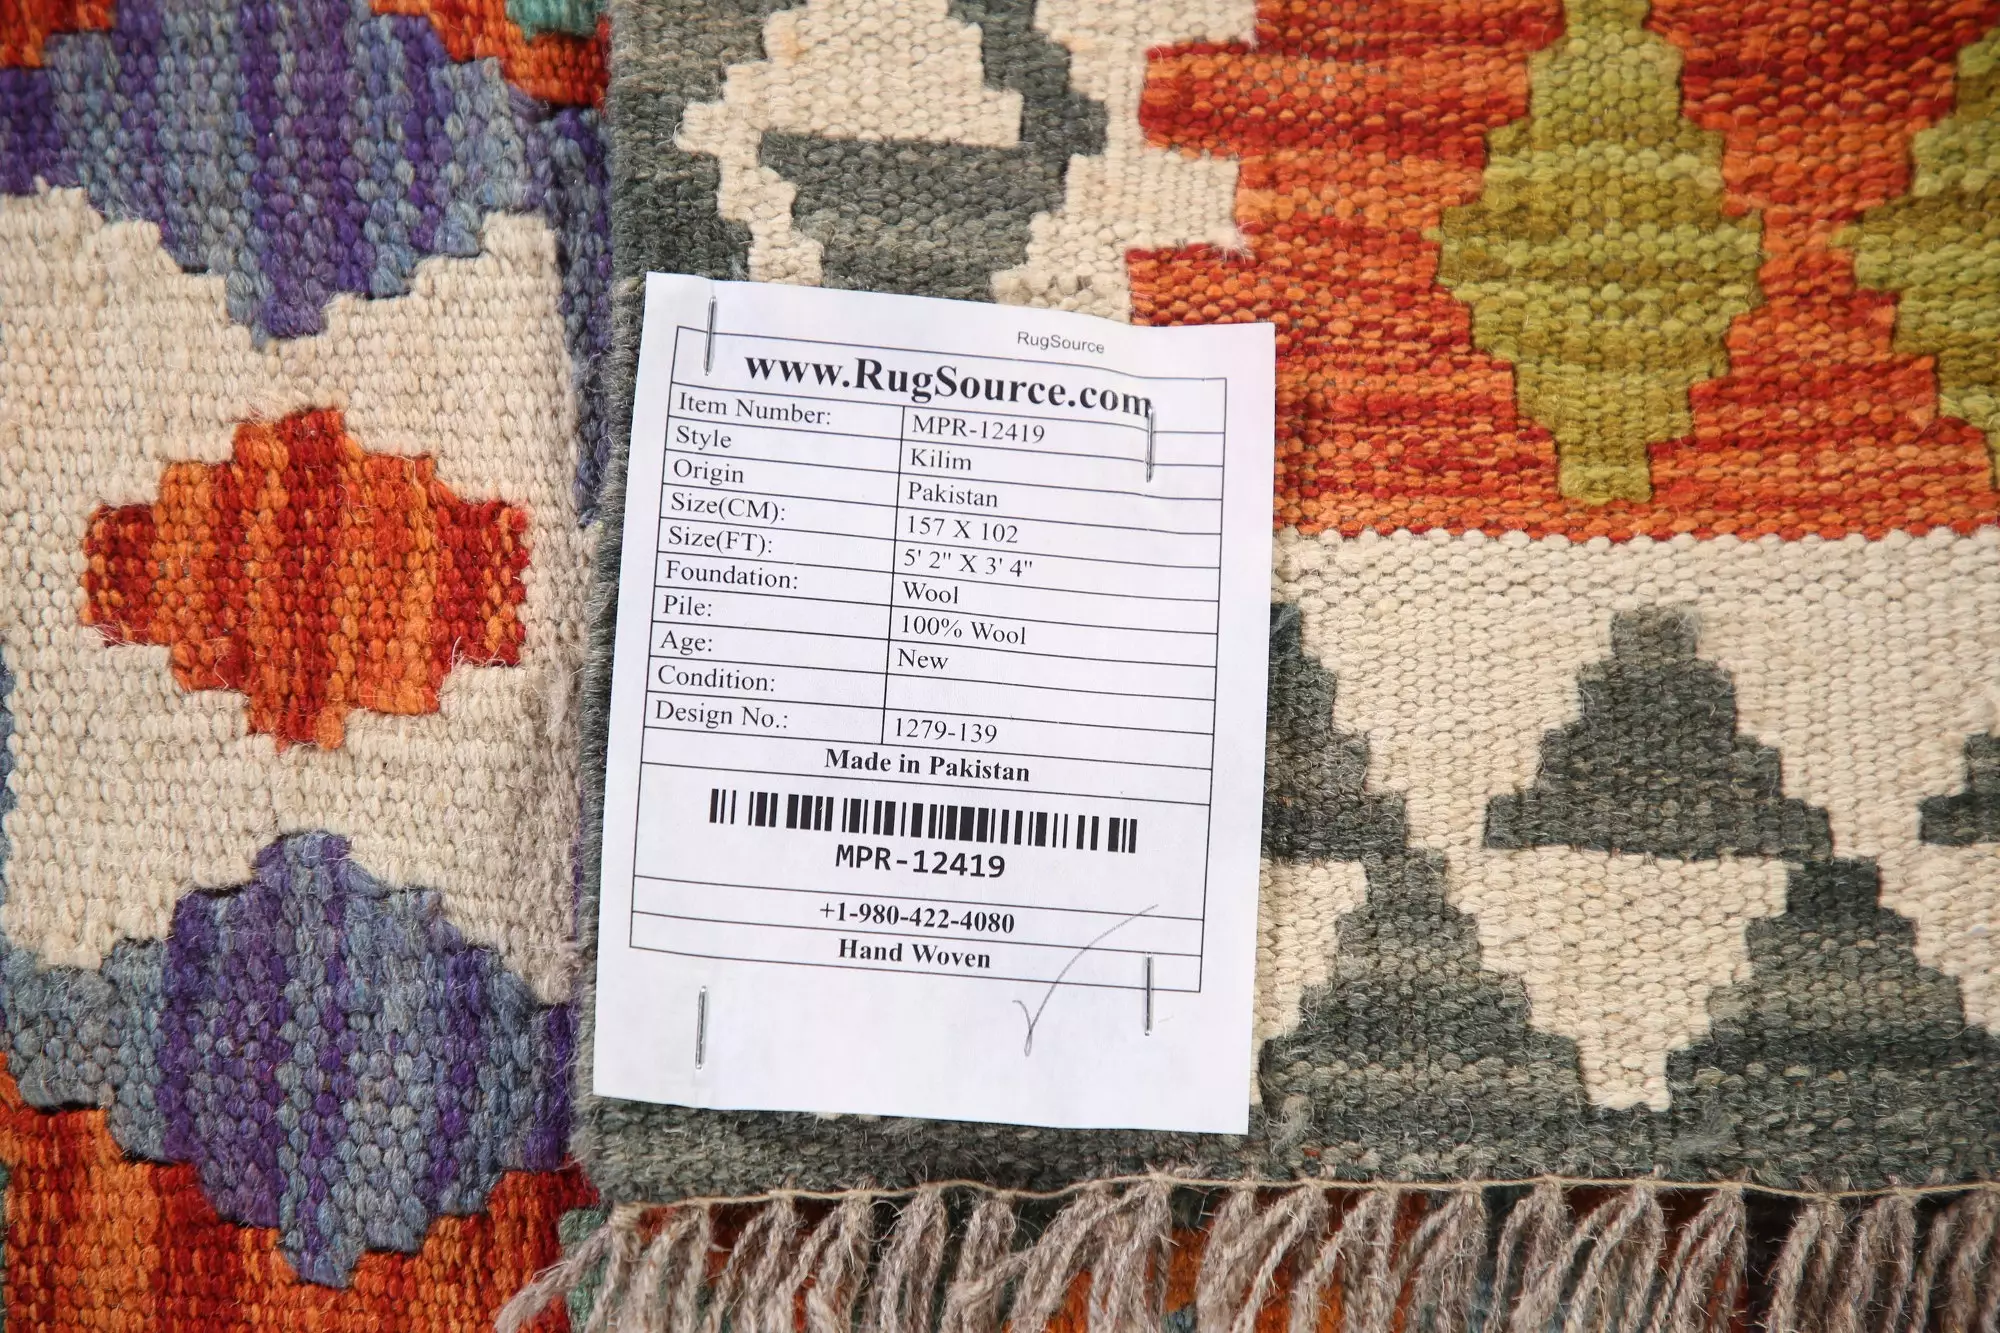 RugSource
www.RugSource.com
Item Number: MPR-12419
Style Kilim
Origin Pakistan
Size(CM): 157 X 102
Size(FT): 5' 2" X 3' 4"
Foundation: Wool
Pile: 100% Wool
Age: New
Condition:
Design No.: 1279-139
Made in Pakistan
MPR-12419
+1-980-422-4080
Hand Woven